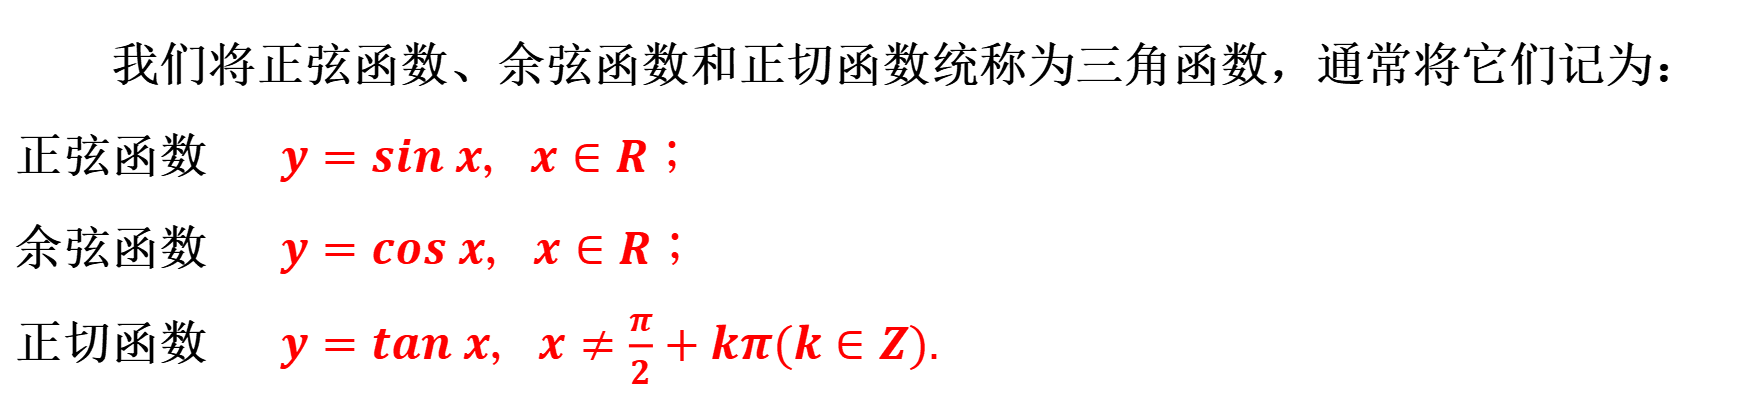 我们将正弦函数、余弦函数和正切函数统称为三角函数，通常将它们记为：
正弦函数 y = sin x, x ∈ R；
余弦函数 y = cos x, x ∈ R；
正切函数 y = tan x, x ≠ π/2 + kπ(k ∈ Z).